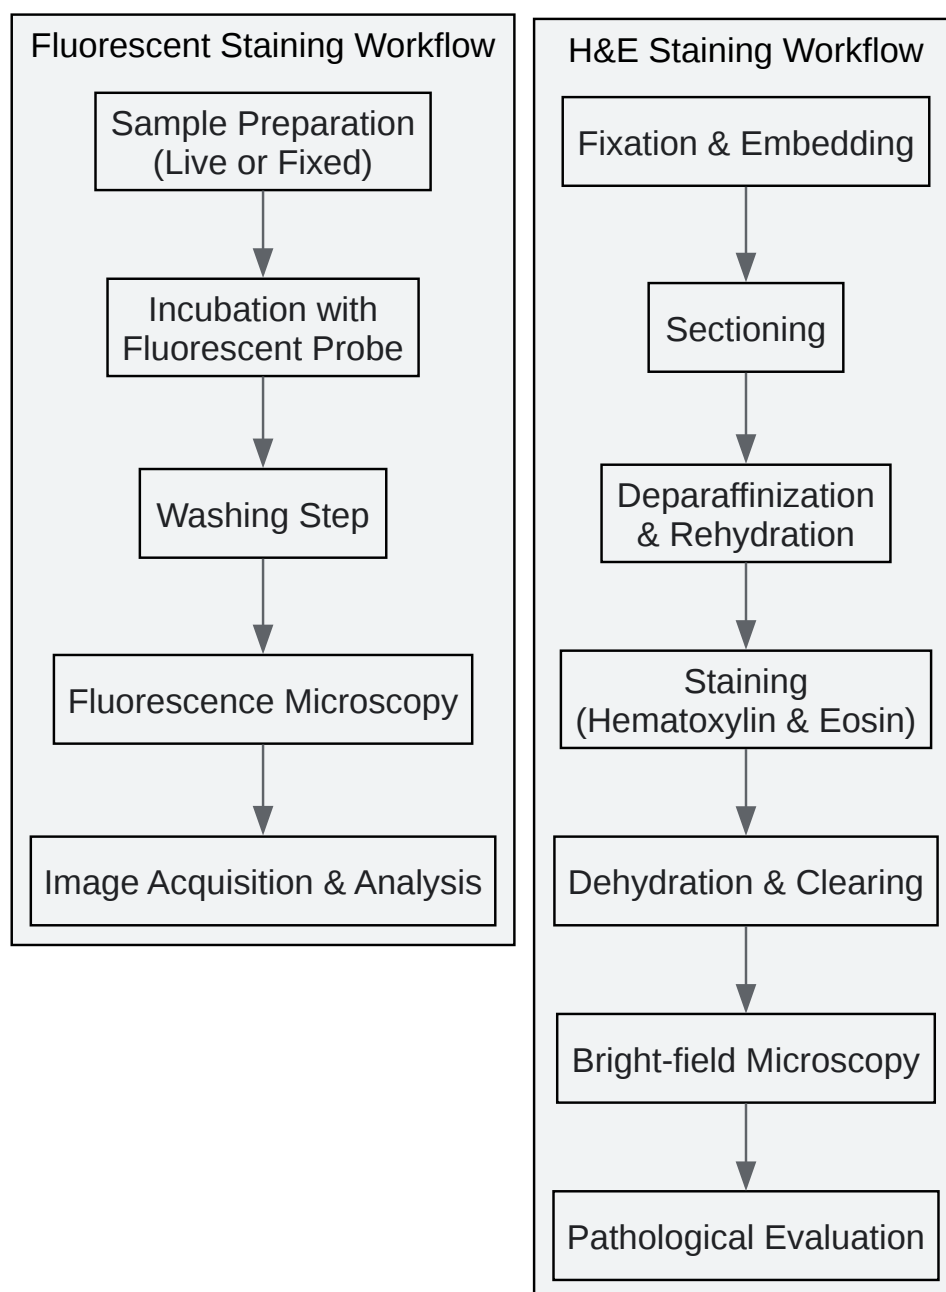 Fluorescent Staining Workflow
Sample Preparation
(Live or Fixed)
Incubation with
Fluorescent Probe
Washing Step
Fluorescence Microscopy
Image Acquisition & Analysis
H&E Staining Workflow
Fixation & Embedding
Sectioning
Deparaffinization
& Rehydration
Staining
(Hematoxylin & Eosin)
Dehydration & Clearing
Bright-field Microscopy
Pathological Evaluation